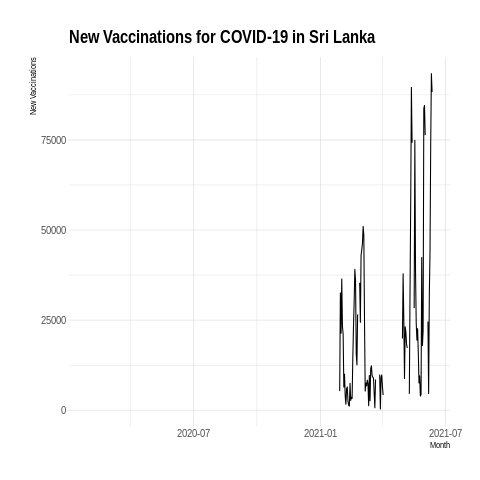 New Vaccinations for COVID-19 in Sri Lanka
New Vaccinations
75000
50000
25000
0
2020-07 2021-01 2021-07
Month